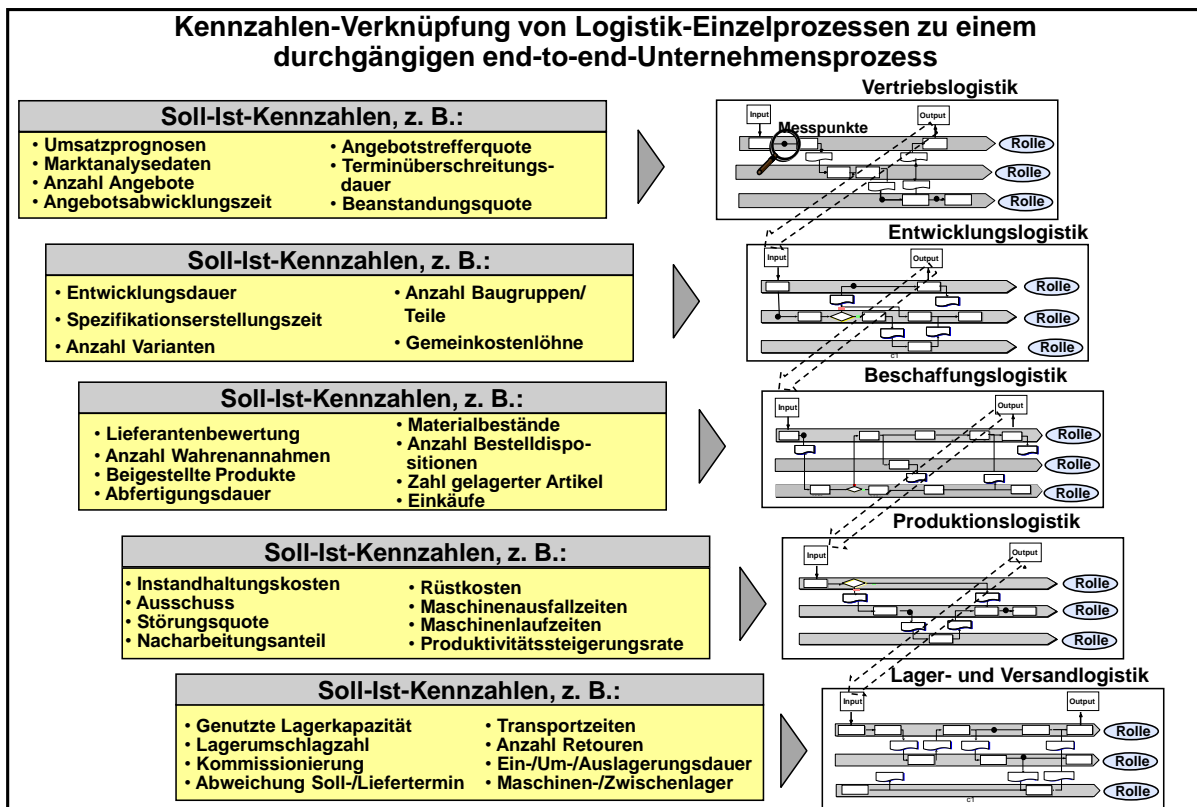 Kennzahlen-Verknüpfung von Logistik-Einzelprozessen zu einem
durchgängigen end-to-end-Unternehmensprozess
Soll-Ist-Kennzahlen, z. B.:
• Umsatzprognosen
• Marktanalysedaten
• Anzahl Angebote
• Angebotsabwicklungszeit
• Angebotstrefferquote
• Terminüberschreitungs-
dauer
• Beanstandungsquote
Vertriebslogistik
Input
Output
Messpunkte
Rolle
Rolle
Rolle
Soll-Ist-Kennzahlen, z. B.:
• Entwicklungsdauer
• Spezifikationserstellungszeit
• Anzahl Varianten
• Anzahl Baugruppen/
Teile
• Gemeinkostenlöhne
Entwicklungslogistik
Input
Output
Rolle
Rolle
Rolle
c1
Soll-Ist-Kennzahlen, z. B.:
• Lieferantenbewertung
• Anzahl Wahrenannahmen
• Beigestellte Produkte
• Abfertigungsdauer
• Materialbestände
• Anzahl Bestelldispo-
sitionen
• Zahl gelagerter Artikel
• Einkäufe
Beschaffungslogistik
Input
Output
Rolle
Rolle
Rolle
Soll-Ist-Kennzahlen, z. B.:
• Instandhaltungskosten
• Ausschuss
• Störungsquote
• Nacharbeitungsanteil
• Rüstkosten
• Maschinenausfallzeiten
• Maschinenlaufzeiten
• Produktivitätssteigerungsrate
Produktionslogistik
Input
Output
Rolle
Rolle
Rolle
Soll-Ist-Kennzahlen, z. B.:
• Genutzte Lagerkapazität
• Lagerumschlagzahl
• Kommissionierung
• Abweichung Soll-/Liefertermin
• Transportzeiten
• Anzahl Retouren
• Ein-/Um-/Auslagerungsdauer
• Maschinen-/Zwischenlager
Lager- und Versandlogistik
Input
Output
Rolle
Rolle
Rolle
c1